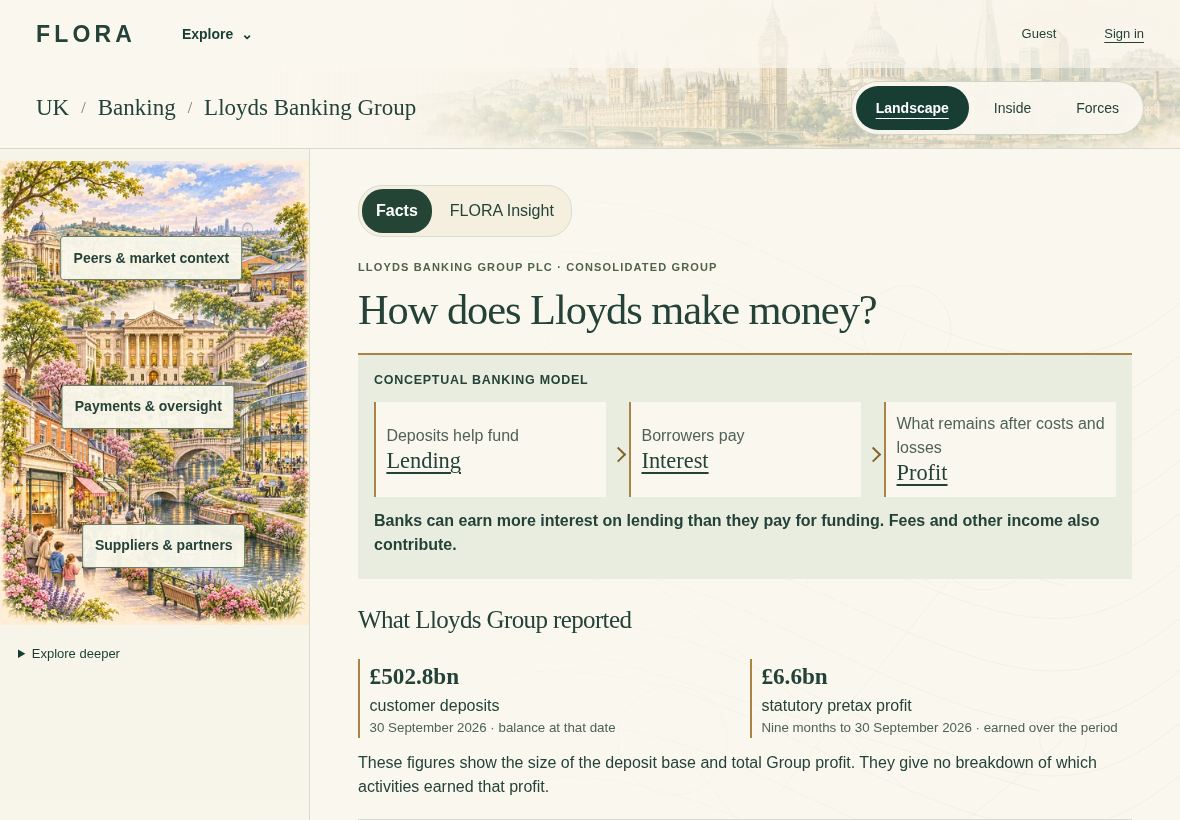 FLORA
Explore
Guest
Sign in
UK / Banking / Lloyds Banking Group
Landscape
Inside
Forces
Peers & market context
Payments & oversight
Suppliers & partners
Explore deeper
Facts
FLORA Insight
LLOYDS BANKING GROUP PLC · CONSOLIDATED GROUP
How does Lloyds make money?
CONCEPTUAL BANKING MODEL
Deposits help fund
Lending
Borrowers pay
Interest
What remains after costs and
losses
Profit
Banks can earn more interest on lending than they pay for funding. Fees and other income also
contribute.
What Lloyds Group reported
£502.8bn
customer deposits
30 September 2026 · balance at that date
£6.6bn
statutory pretax profit
Nine months to 30 September 2026 · earned over the period
These figures show the size of the deposit base and total Group profit. They give no breakdown of which
activities earned that profit.